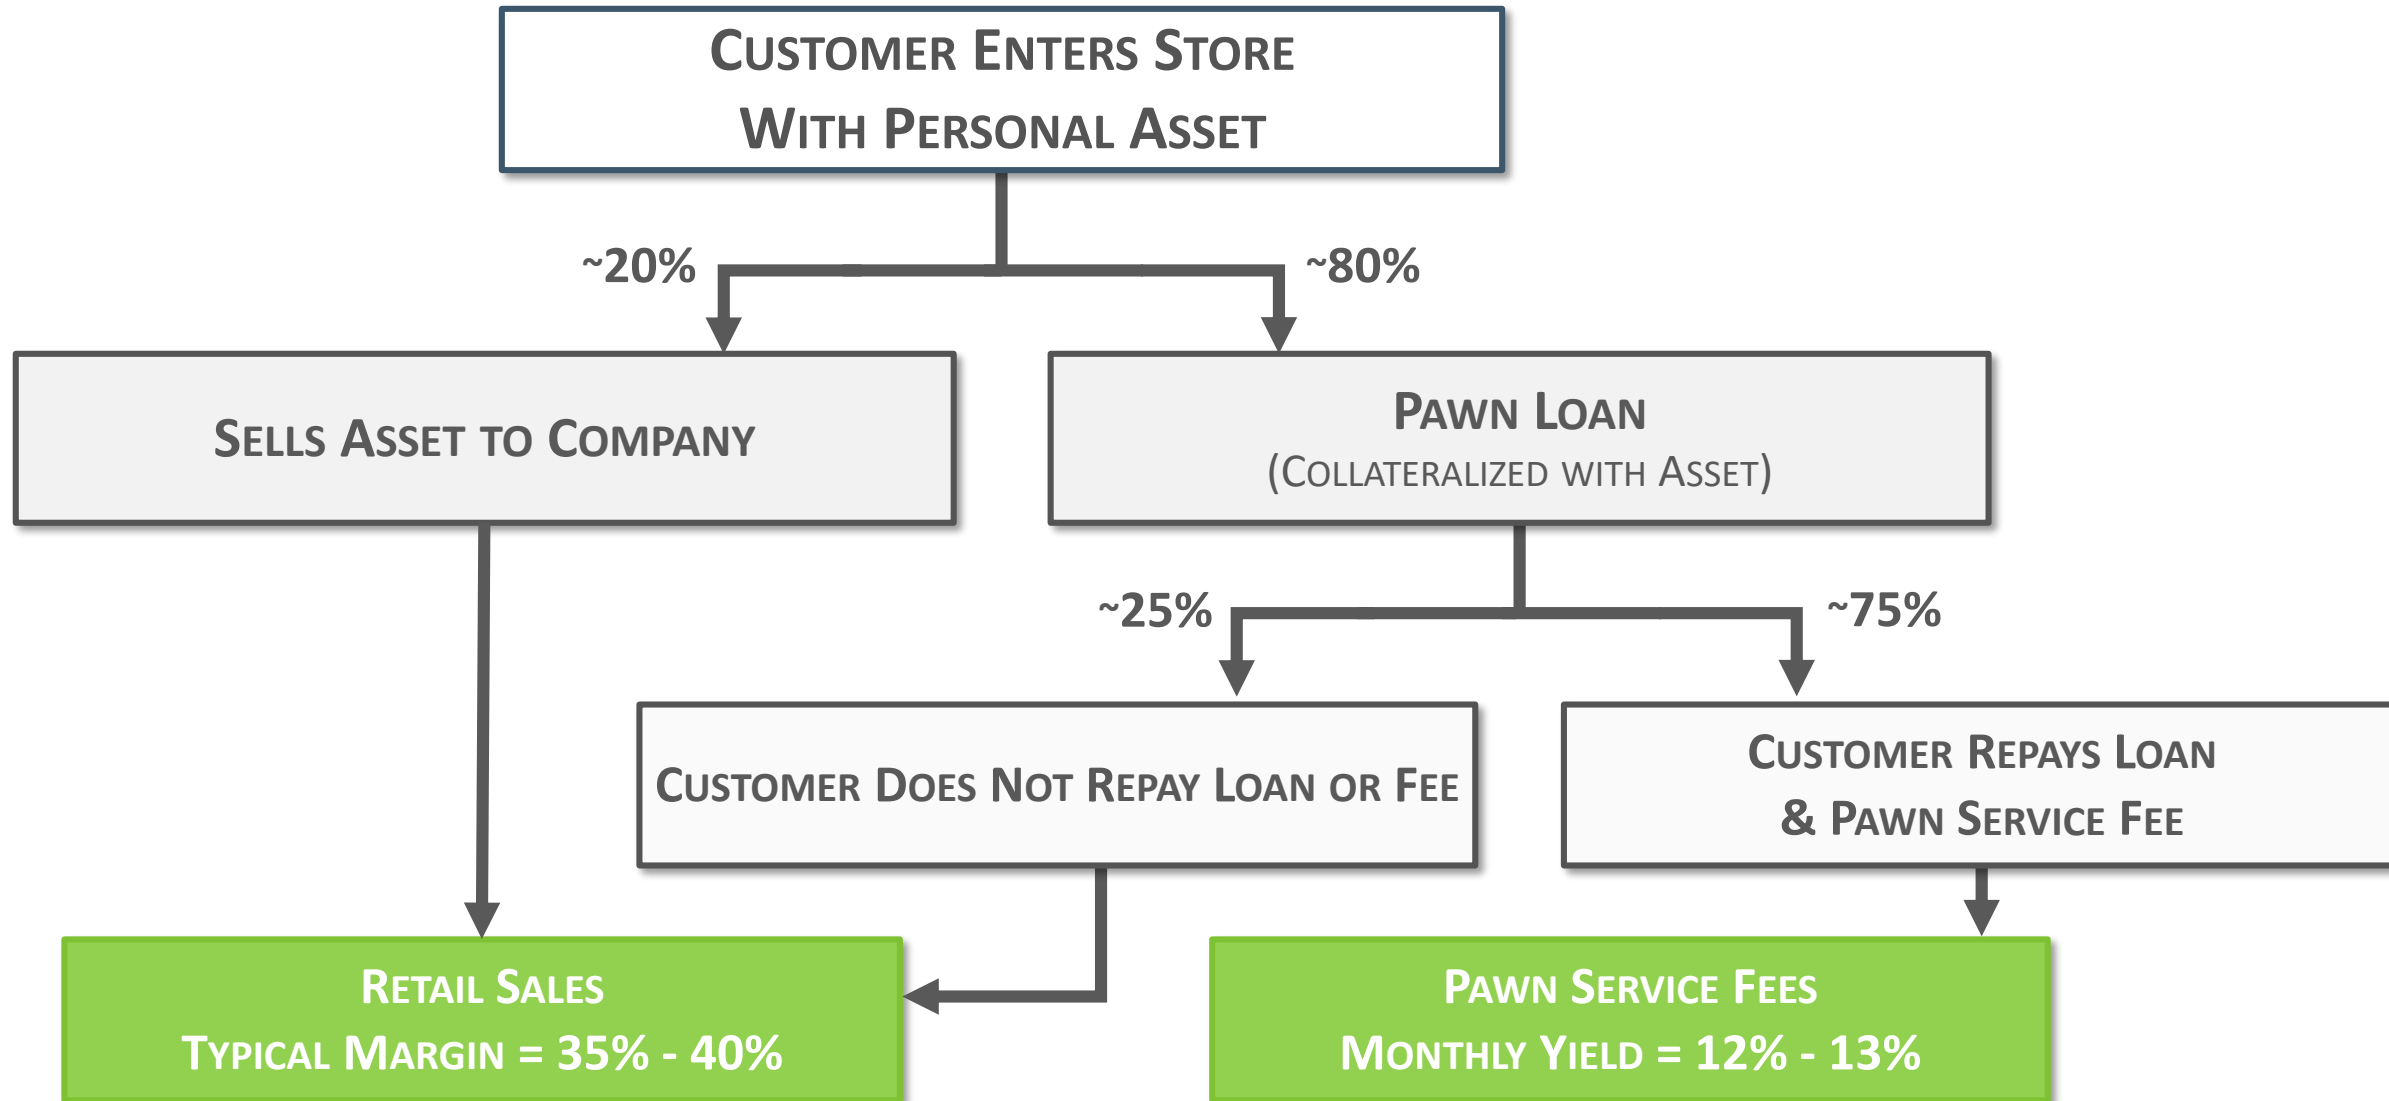 Customer Enters Store
With Personal Asset
~20%
~80%
Sells Asset to Company
Pawn Loan
(Collateralized with Asset)
~25%
~75%
Customer Does Not Repay Loan or Fee
Customer Repays Loan
& Pawn Service Fee
Retail Sales
Typical Margin = 35% - 40%
Pawn Service Fees
Monthly Yield = 12% - 13%